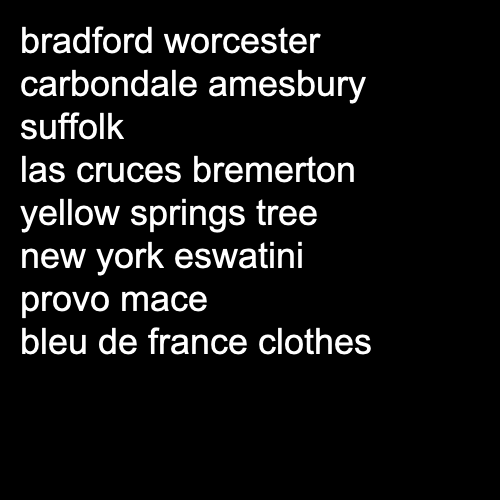 bradford worcester
carbondale amesbury
suffolk
las cruces bremerton
yellow springs tree
new york eswatini
provo mace
bleu de france clothes